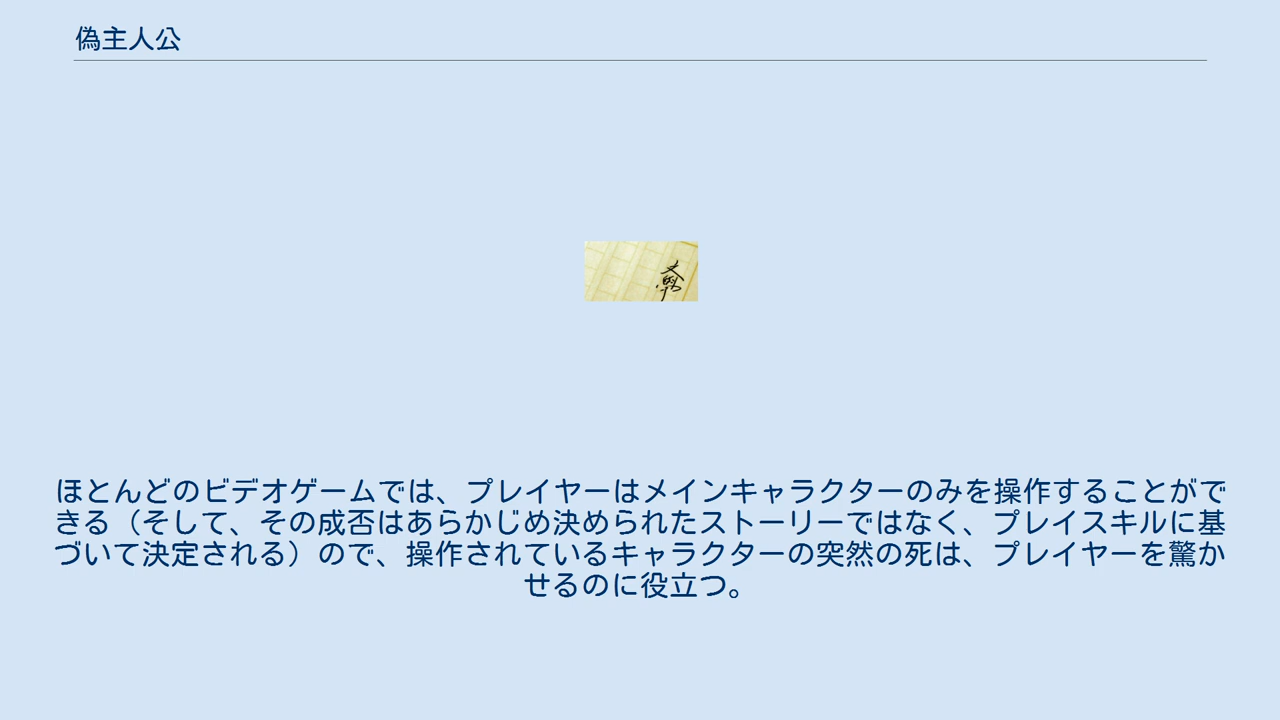 偽主人公
ほとんどのビデオゲームでは、プレイヤーはメインキャラクターのみを操作することがで
きる（そして、その成否はあらかじめ決められたストーリーではなく、プレイスキルに基
づいて決定される）ので、操作されているキャラクターの突然の死は、プレイヤーを驚か
せるのに役立つ。